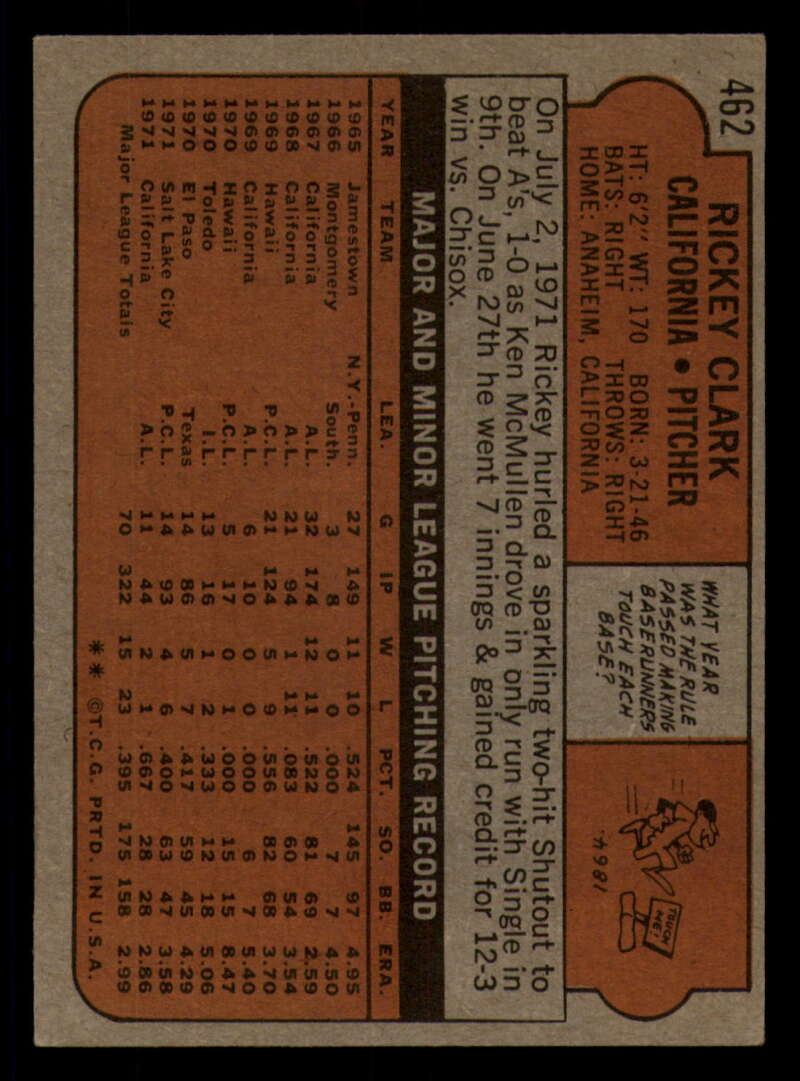 462
RICKEY CLARK
CALIFORNIA • PITCHER
HT: 6'2" WT: 170 BORN: 3-21-46
BATS: RIGHT THROWS: RIGHT
HOME: ANAHEIM, CALIFORNIA
WHAT YEAR
WAS THE RULE
PASSED MAKING
BASERUNNERS
TOUCH EACH
BASE?
TOUCH
ME!
1864
On July 2, 1971 Rickey hurled a sparkling two-hit Shutout to
beat A's, 1-0 as Ken McMullen drove in only run with Single in
9th. On June 27th he went 7 innings & gained credit for 12-3
win vs. Chisox.
MAJOR AND MINOR LEAGUE PITCHING RECORD
YEAR TEAM LEA. G IP W L PCT. SO. BB. ERA.
1965 Jamestown N.Y.-Penn. 27 149 11 10 .524 145 97 4.95
1966 Montgomery South. 3 8 0 0 .000 7 7 4.50
1967 California A.L. 32 174 12 11 .522 81 69 2.59
1968 California A.L. 21 94 1 11 .083 60 54 3.54
1969 Hawaii P.C.L. 21 124 5 9 .556 82 68 3.70
1969 California A.L. 6 10 0 0 .000 6 7 5.40
1970 Hawaii P.C.L. 5 17 0 1 .000 15 15 8.47
1970 Toledo I.L. 13 16 1 2 .333 12 18 5.06
1970 El Paso Texas 14 86 5 7 .417 59 45 4.29
1971 Salt Lake City P.C.L. 14 93 4 6 .400 63 47 3.58
1971 California A.L. 11 44 2 1 .667 28 28 2.86
Major League Totals 70 322 15 23 .395 175 158 2.99
** ©T.C.G. PRTD. IN U.S.A.